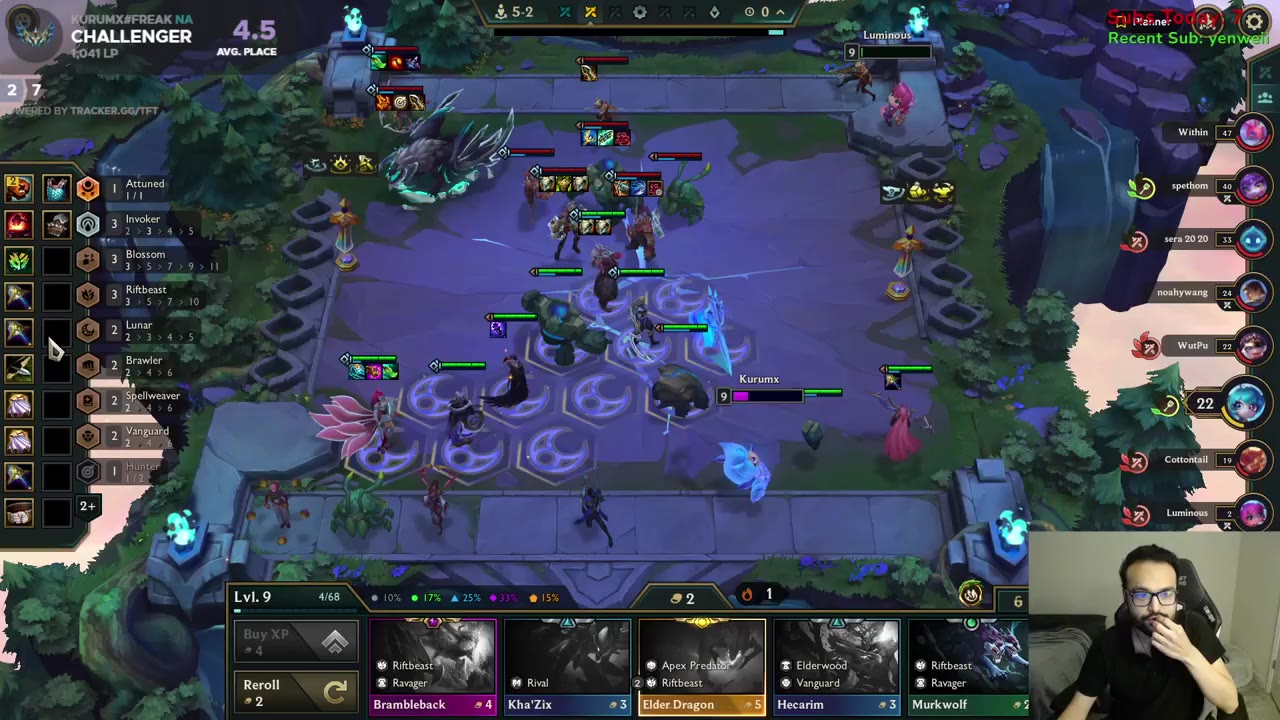 KURUMX#FREAK NA
CHALLENGER
1,041 LP
4.5
AVG. PLACE
2 7
WERED BY TRACKER.GG/TFT
5-2
0
Planner
Subs Today 7
Recent Sub: yenweii
Luminous
9
1 Attuned
1 / 1
3 Invoker
2 > 3 > 4 > 5
3 Blossom
3 > 5 > 7 > 9 > 11
3 Riftbeast
3 > 5 > 7 > 10
2 Lunar
2 > 3 > 4 > 5
2 Brawler
2 > 4 > 6
2 Spellweaver
2 > 4 > 6
2 Vanguard
2 > 4 > 6
1 Hunter
1 / 2
2+
Within 47
spethom 40
sera 20 20 33
noahywang 24
WutPu 22
22
Cottontail 19
Luminous 2
Kurumx
9
Lvl. 9
4/68
10%
17%
25%
33%
15%
2
1
6
Buy XP
4
Reroll
2
Riftbeast
Ravager
Brambleback 4
Rival
Kha'Zix 3
Apex Predator
2 Riftbeast
Elder Dragon 5
Elderwood
Vanguard
Hecarim 3
Riftbeast
Ravager
Murkwolf 2